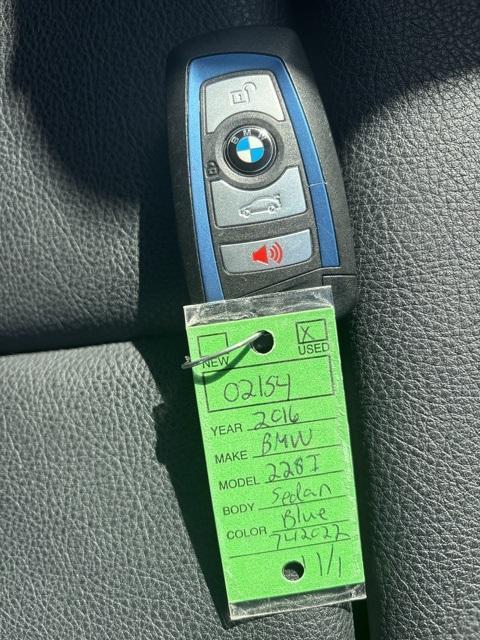 BMW
X
NEW USED
02154
YEAR 2016
MAKE BMW
MODEL 228I
BODY Sedan
COLOR Blue
742022
1/1